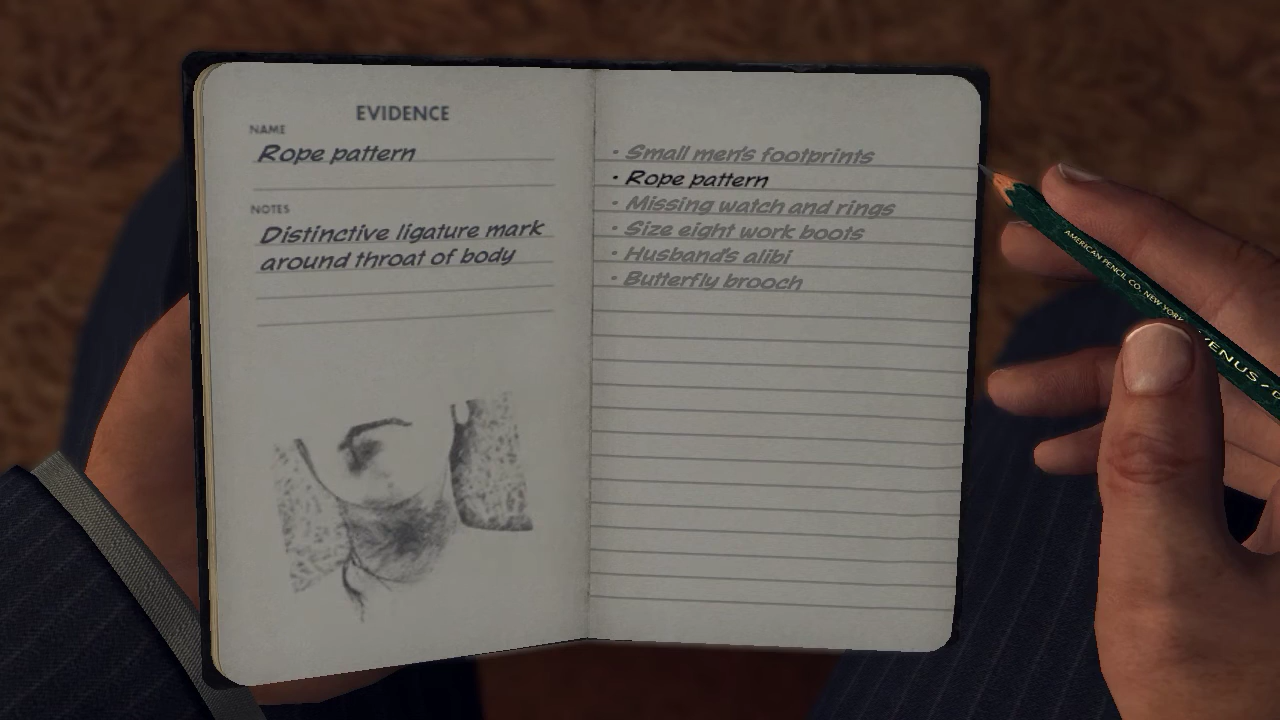 EVIDENCE
NAME
Rope pattern
NOTES
Distinctive ligature mark
around throat of body
· Small men's footprints
· Rope pattern
· Missing watch and rings
· Size eight work boots
· Husband's alibi
· Butterfly brooch
AMERICAN PENCIL CO. NEW YORK
VENUS